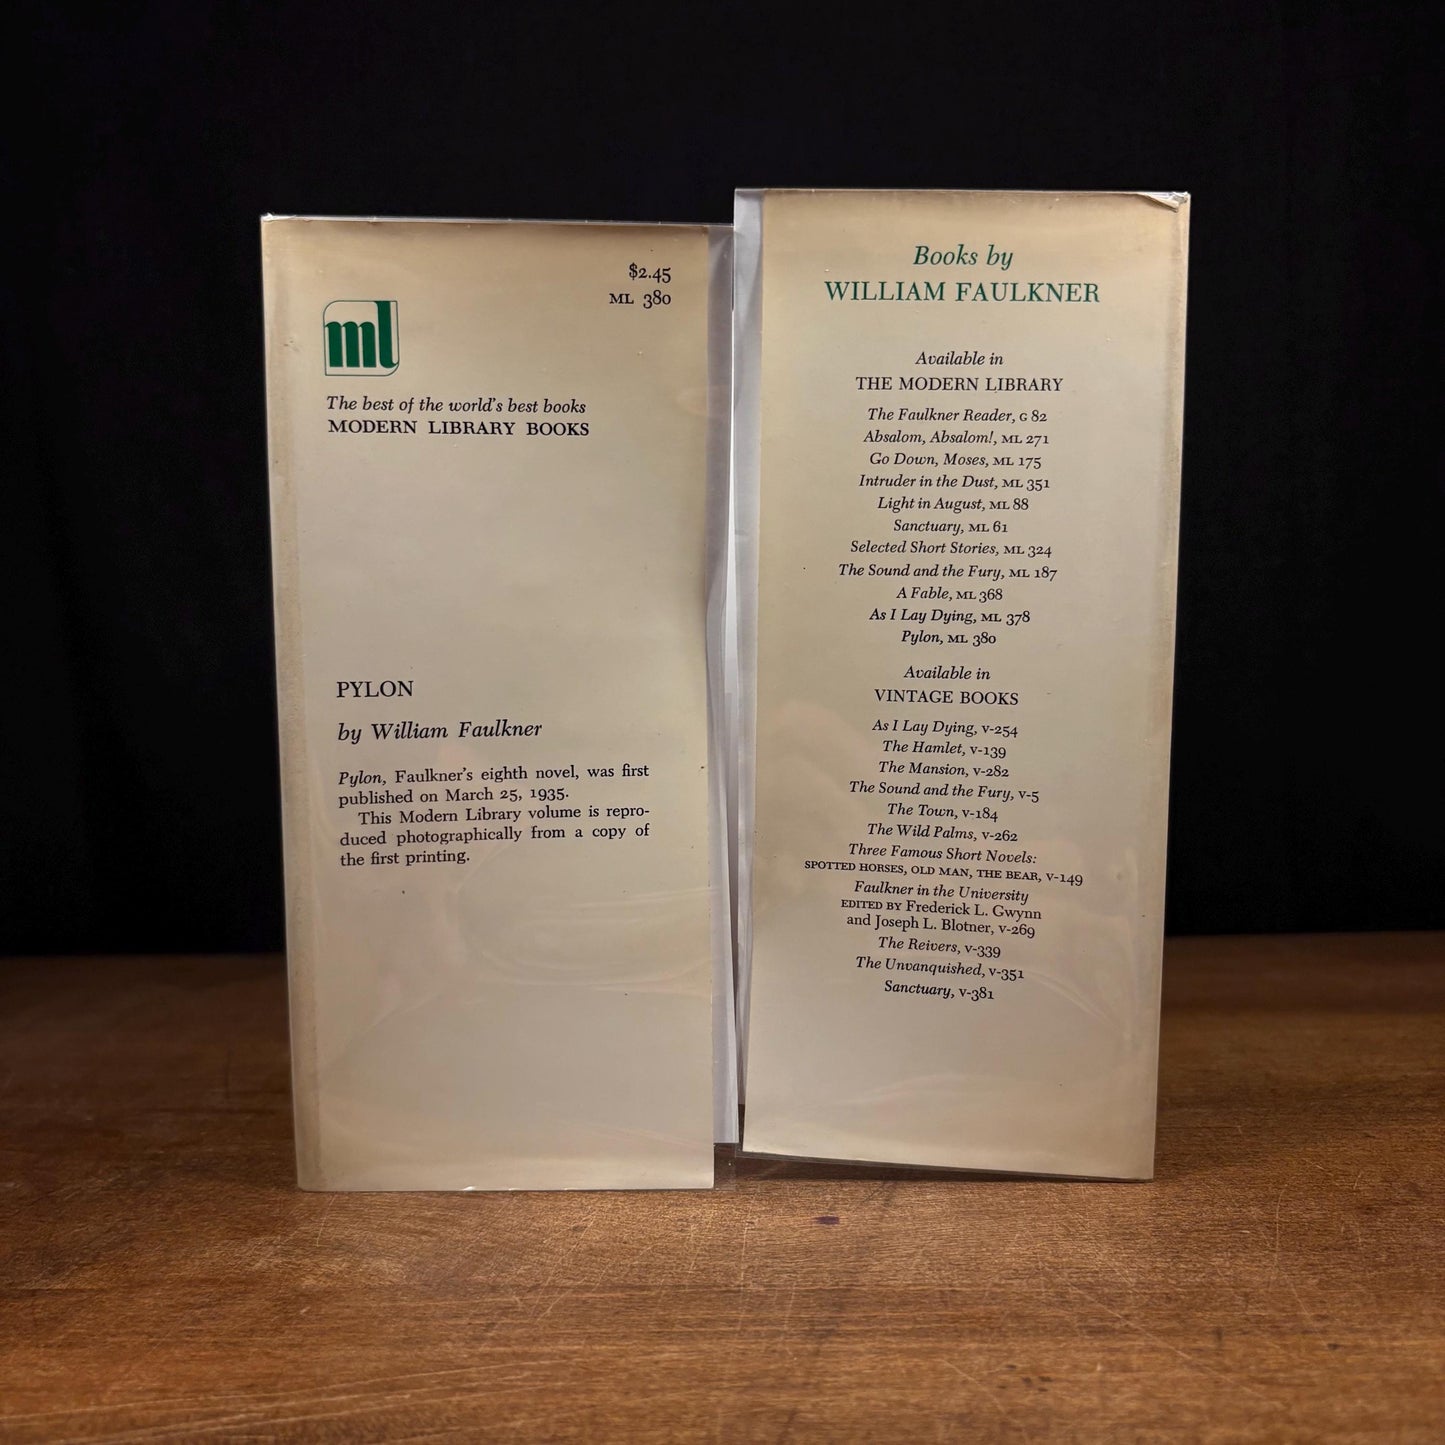 $2.45
ML 380
ml
The best of the world's best books
MODERN LIBRARY BOOKS
PYLON
by William Faulkner
Pylon, Faulkner's eighth novel, was first
published on March 25, 1935.
This Modern Library volume is repro-
duced photographically from a copy of
the first printing.
Books by
WILLIAM FAULKNER
Available in
THE MODERN LIBRARY
The Faulkner Reader, G 82
Absalom, Absalom!, ML 271
Go Down, Moses, ML 175
Intruder in the Dust, ML 351
Light in August, ML 88
Sanctuary, ML 61
Selected Short Stories, ML 324
The Sound and the Fury, ML 187
A Fable, ML 368
As I Lay Dying, ML 378
Pylon, ML 380
Available in
VINTAGE BOOKS
As I Lay Dying, V-254
The Hamlet, V-139
The Mansion, V-282
The Sound and the Fury, V-5
The Town, V-184
The Wild Palms, V-262
Three Famous Short Novels:
SPOTTED HORSES, OLD MAN, THE BEAR, V-149
Faulkner in the University
EDITED BY Frederick L. Gwynn
and Joseph L. Blotner, V-269
The Reivers, V-339
The Unvanquished, V-351
Sanctuary, V-381